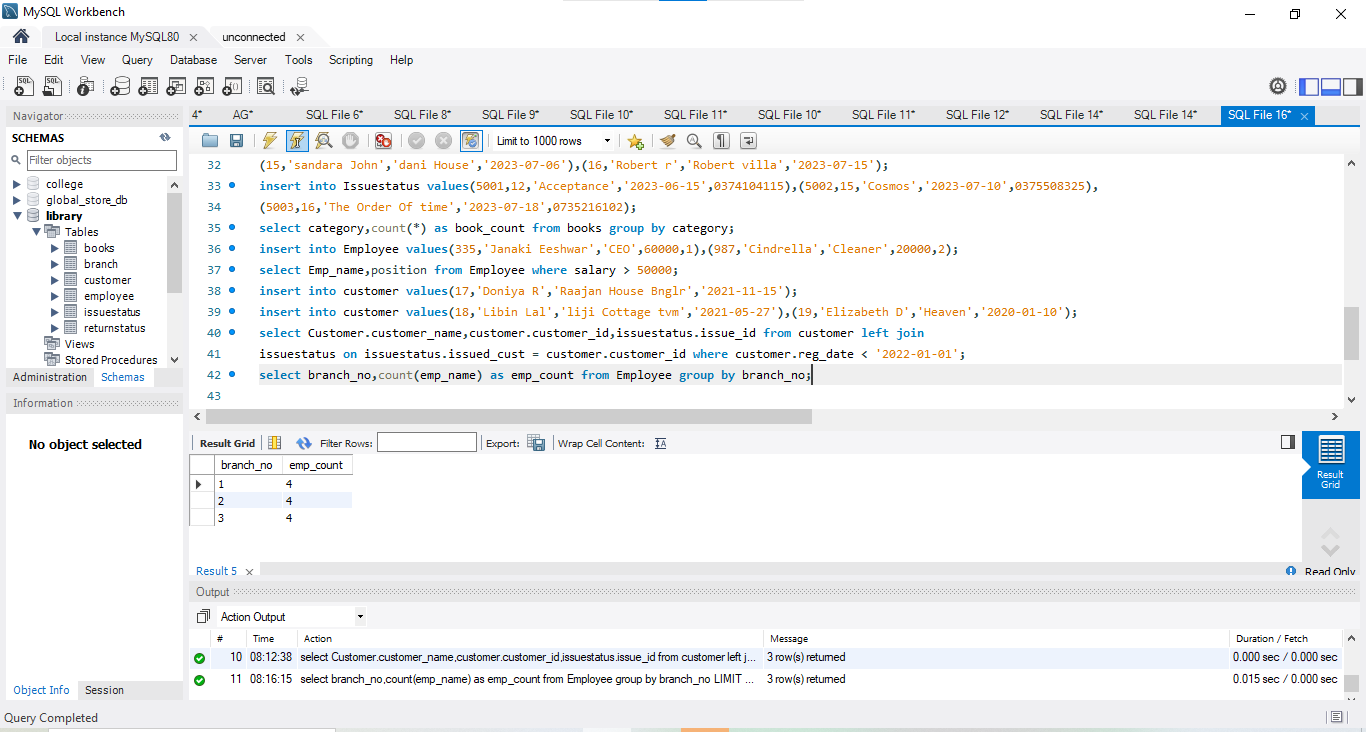 MySQL Workbench
Local instance MySQL80
unconnected
File Edit View Query Database Server Tools Scripting Help
Navigator
SCHEMAS
Filter objects
college
global_store_db
library
Tables
books
branch
customer
employee
issuestatus
returnstatus
Views
Stored Procedures
Administration Schemas
Information
No object selected
Object Info Session
4* AG* SQL File 6* SQL File 8* SQL File 9* SQL File 10* SQL File 11* SQL File 10* SQL File 11* SQL File 12* SQL File 14* SQL File 14* SQL File 16*
Limit to 1000 rows
32 (15,'sandara John','dani House','2023-07-06'),(16,'Robert r','Robert villa','2023-07-15');
33 insert into Issuestatus values(5001,12,'Acceptance','2023-06-15',0374104115),(5002,15,'Cosmos','2023-07-10',0375508325),
34 (5003,16,'The Order Of time','2023-07-18',0735216102);
35 select category,count(*) as book_count from books group by category;
36 insert into Employee values(335,'Janaki Eeshwar','CEO',60000,1),(987,'Cindrella','Cleaner',20000,2);
37 select Emp_name,position from Employee where salary > 50000;
38 insert into customer values(17,'Doniya R','Raajan House Bnglr','2021-11-15');
39 insert into customer values(18,'Libin Lal','liji Cottage tvm','2021-05-27'),(19,'Elizabeth D','Heaven','2020-01-10');
40 select Customer.customer_name,customer.customer_id,issuestatus.issue_id from customer left join
41 issuestatus on issuestatus.issued_cust = customer.customer_id where customer.reg_date < '2022-01-01';
42 select branch_no,count(emp_name) as emp_count from Employee group by branch_no;
43
Result Grid Filter Rows: Export: Wrap Cell Content:
branch_no emp_count
1 4
2 4
3 4
Result Grid
Result 5
Read Only
Output
Action Output
# Time Action Message Duration / Fetch
10 08:12:38 select Customer.customer_name,customer.customer_id,issuestatus.issue_id from customer left j... 3 row(s) returned 0.000 sec / 0.000 sec
11 08:16:15 select branch_no,count(emp_name) as emp_count from Employee group by branch_no LIMIT ... 3 row(s) returned 0.015 sec / 0.000 sec
Query Completed